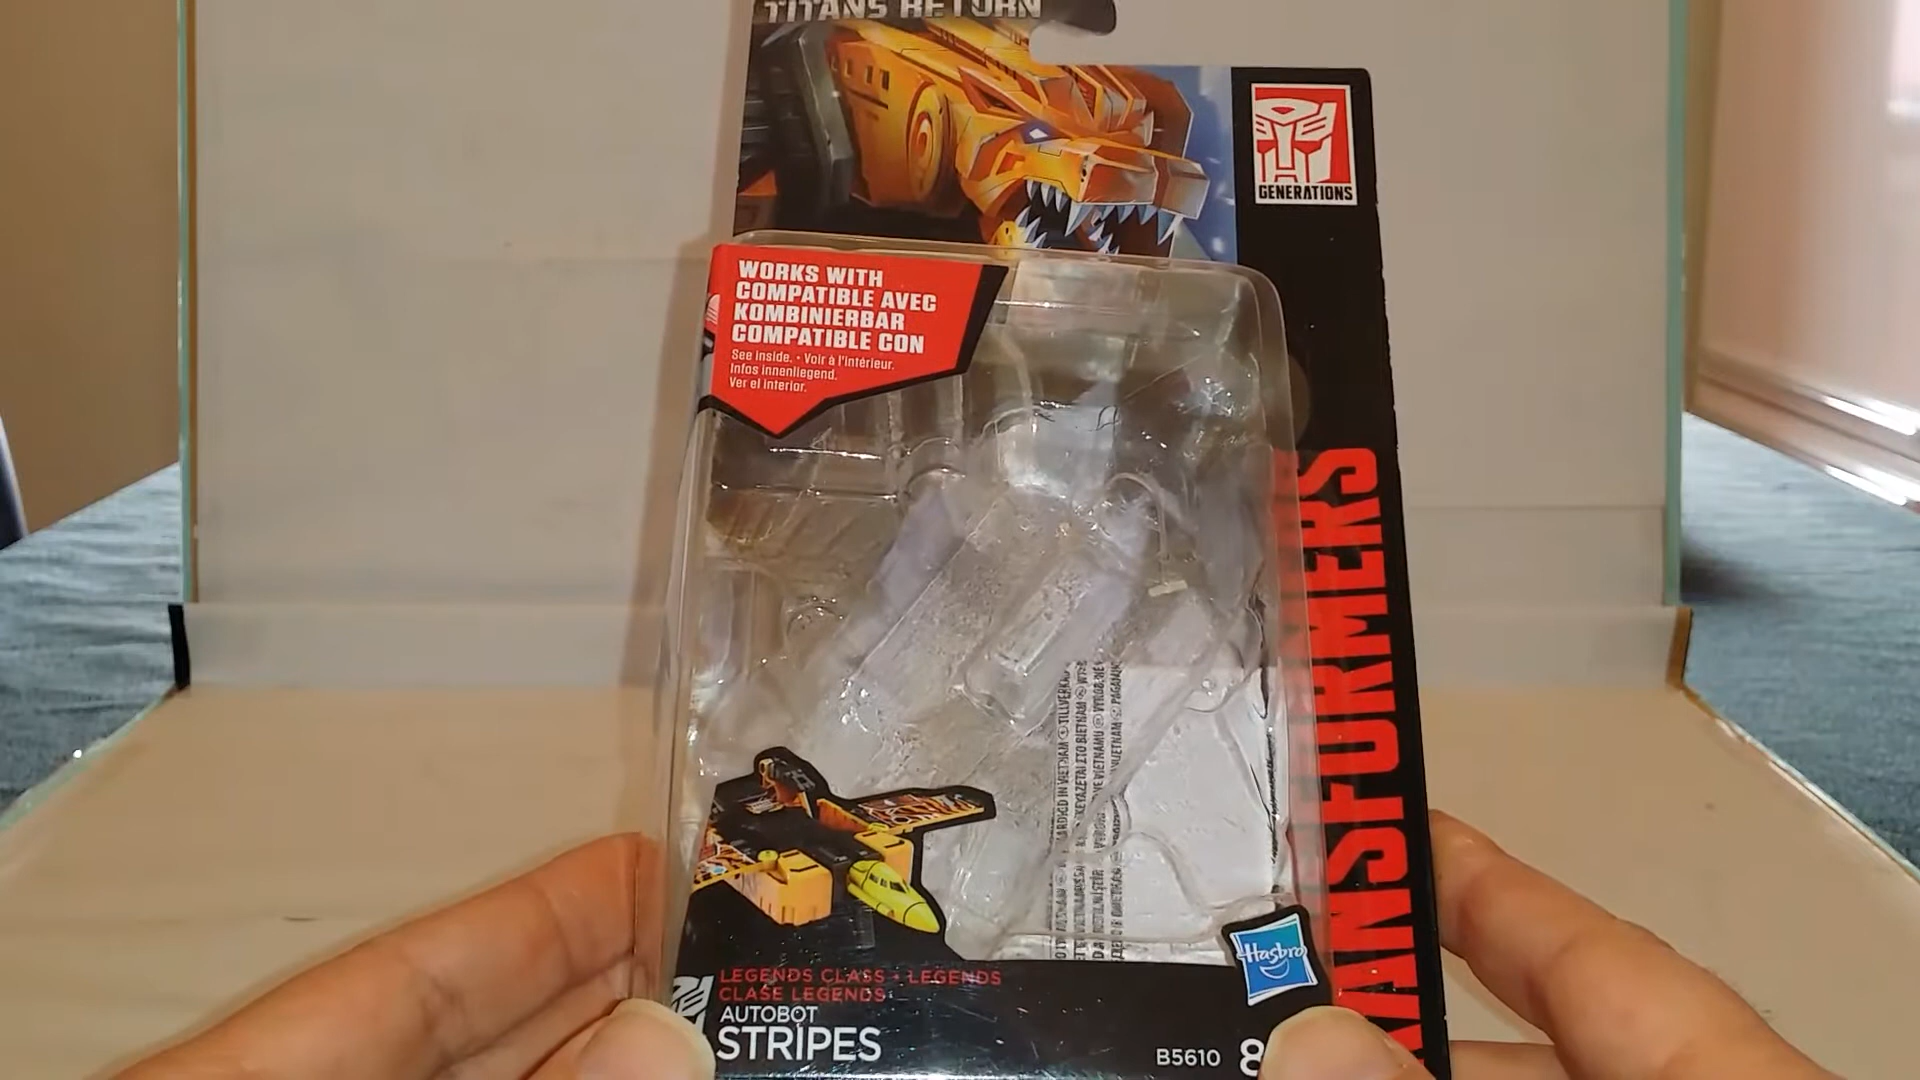 TITANS RETURN
GENERATIONS
WORKS WITH
COMPATIBLE AVEC
KOMBINIERBAR
COMPATIBLE CON
See inside. • Voir à l'intérieur.
Infos innenliegend.
Ver el interior.
TRANSFORMERS
Hasbro
LEGENDS CLASS • LEGENDS
CLASE LEGENDS
AUTOBOT
STRIPES
B5610
8